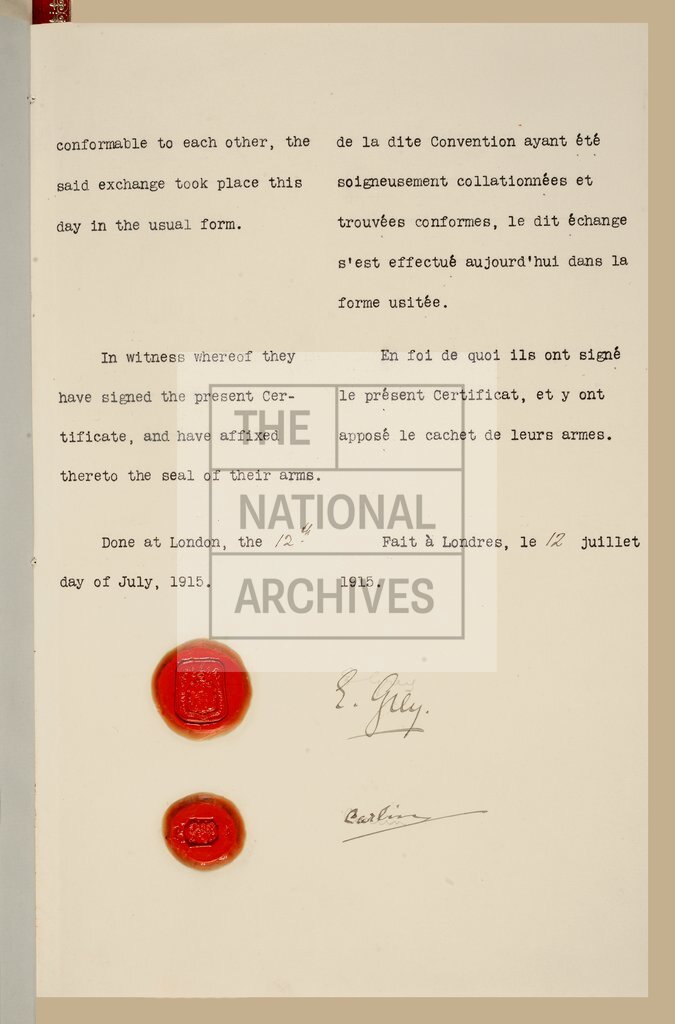 conformable to each other, the
said exchange took place this
day in the usual form.
In witness whereof they
have signed the present Cer-
tificate, and have affixed
thereto the seal of their arms.
Done at London, the 12th
day of July, 1915.
de la dite Convention ayant été
soigneusement collationnées et
trouvées conformes, le dit échange
s'est effectué aujourd'hui dans la
forme usitée.
En foi de quoi ils ont signé
le présent Certificat, et y ont
apposé le cachet de leurs armes.
Fait à Londres, le 12 juillet
1915.
E. Grey.
Carlin
THE
NATIONAL
ARCHIVES